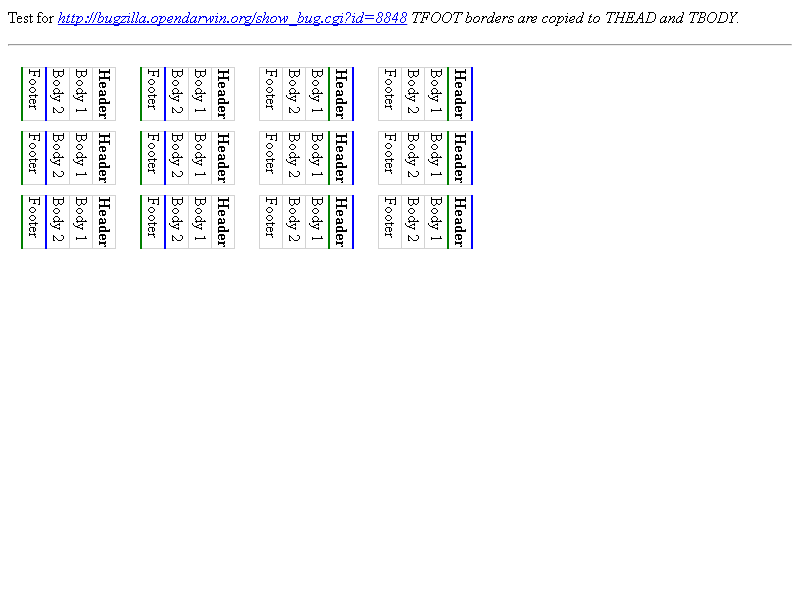 Test for http://bugzilla.opendarwin.org/show_bug.cgi?id=8848 TFOOT borders are copied to THEAD and TBODY.
Header
Body 1
Body 2
Footer
Header
Body 1
Body 2
Footer
Header
Body 1
Body 2
Footer
Header
Body 1
Body 2
Footer
Header
Body 1
Body 2
Footer
Header
Body 1
Body 2
Footer
Header
Body 1
Body 2
Footer
Header
Body 1
Body 2
Footer
Header
Body 1
Body 2
Footer
Header
Body 1
Body 2
Footer
Header
Body 1
Body 2
Footer
Header
Body 1
Body 2
Footer